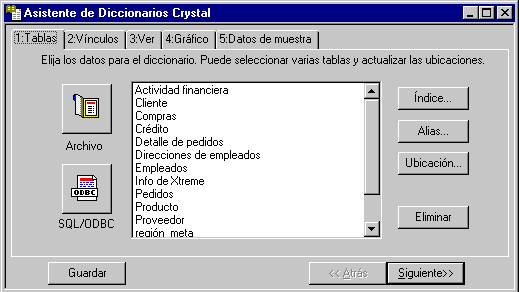 Asistente de Diccionarios Crystal
1:Tablas 2:Vínculos 3:Ver 4:Gráfico 5:Datos de muestra
Elija los datos para el diccionario. Puede seleccionar varias tablas y actualizar las ubicaciones.
Archivo
ODBC
SQL/ODBC
Actividad financiera
Cliente
Compras
Crédito
Detalle de pedidos
Direcciones de empleados
Empleados
Info de Xtreme
Pedidos
Producto
Proveedor
región_meta
Índice...
Alias...
Ubicación...
Eliminar
Guardar
<< Atrás
Siguiente>>